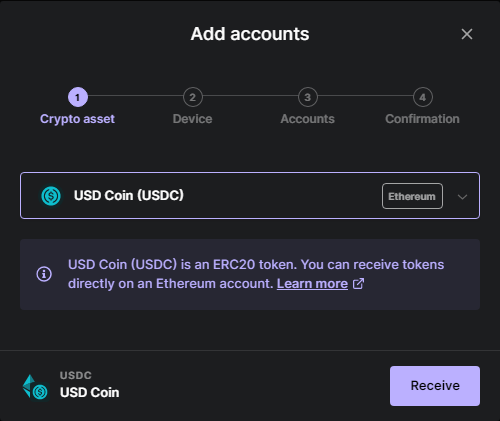 Add accounts
1 2 3 4
Crypto asset Device Accounts Confirmation
USD Coin (USDC) Ethereum
USD Coin (USDC) is an ERC20 token. You can receive tokens
directly on an Ethereum account. Learn more
USDC
USD Coin
Receive